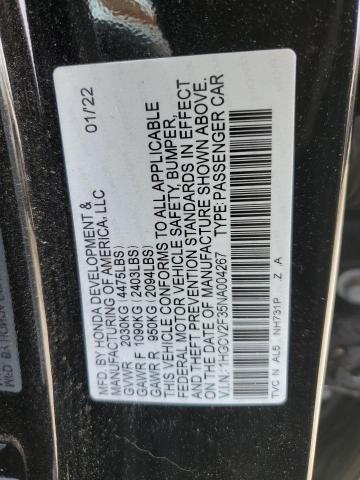 MFD. BY HONDA DEVELOPMENT & 01/22
MANUFACTURING OF AMERICA, LLC
GVWR 2030KG (4475LBS)
GAWR F 1090KG (2403LBS)
GAWR R 950KG (2094LBS)
THIS VEHICLE CONFORMS TO ALL APPLICABLE
FEDERAL MOTOR VEHICLE SAFETY, BUMPER,
AND THEFT PREVENTION STANDARDS IN EFFECT
ON THE DATE OF MANUFACTURE SHOWN ABOVE.
V.I.N.: 1HGCV2F35NA004267 TYPE: PASSENGER CAR
TVC N AL5 NH731P Z A